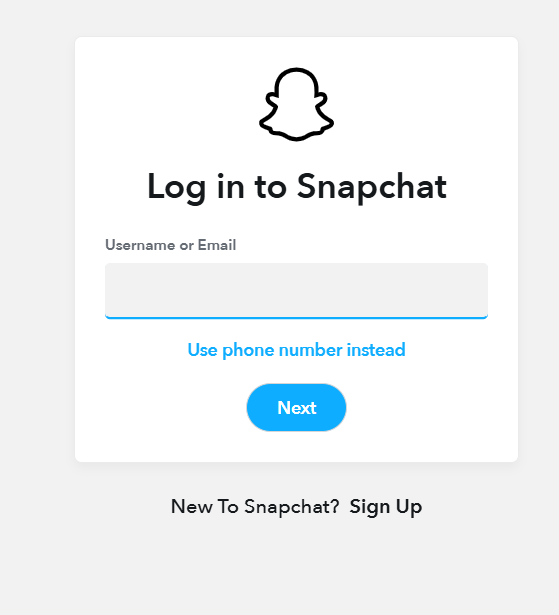 Log in to Snapchat
Username or Email
Use phone number instead
Next
New To Snapchat? Sign Up